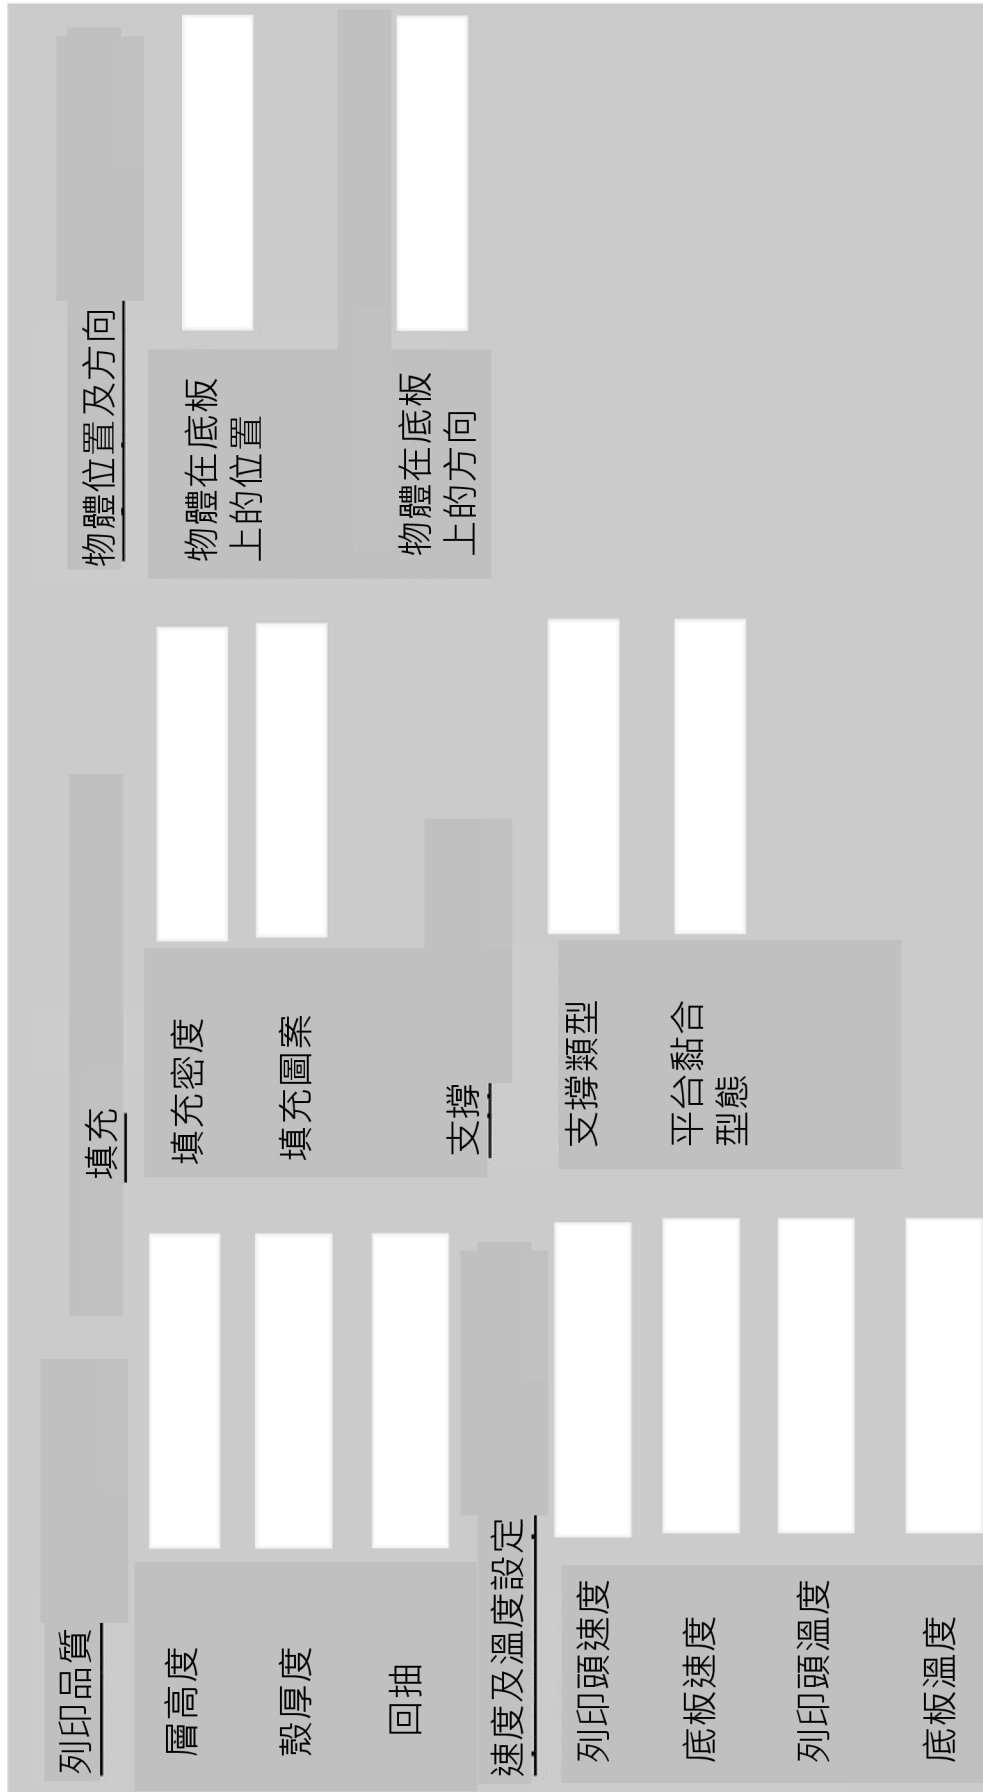 列印品質
層高度
殼厚度
回抽
速度及溫度設定
列印頭速度
底板速度
列印頭溫度
底板溫度
填充
填充密度
填充圖案
支撐
支撐類型
平台黏合
型態
物體位置及方向
物體在底板
上的位置
物體在底板
上的方向